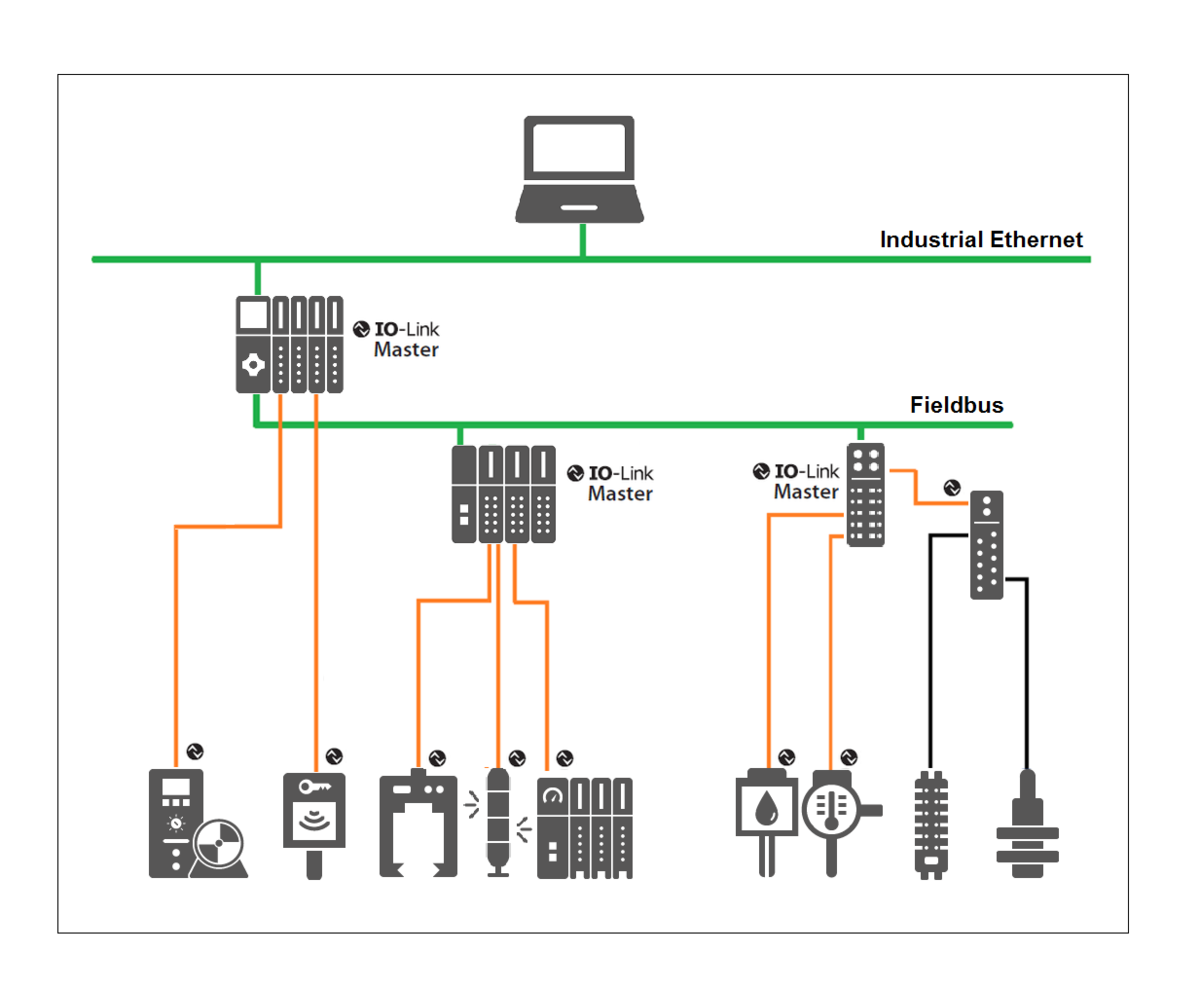 Industrial Ethernet
IO-Link
Master
Fieldbus
IO-Link
Master
IO-Link
Master